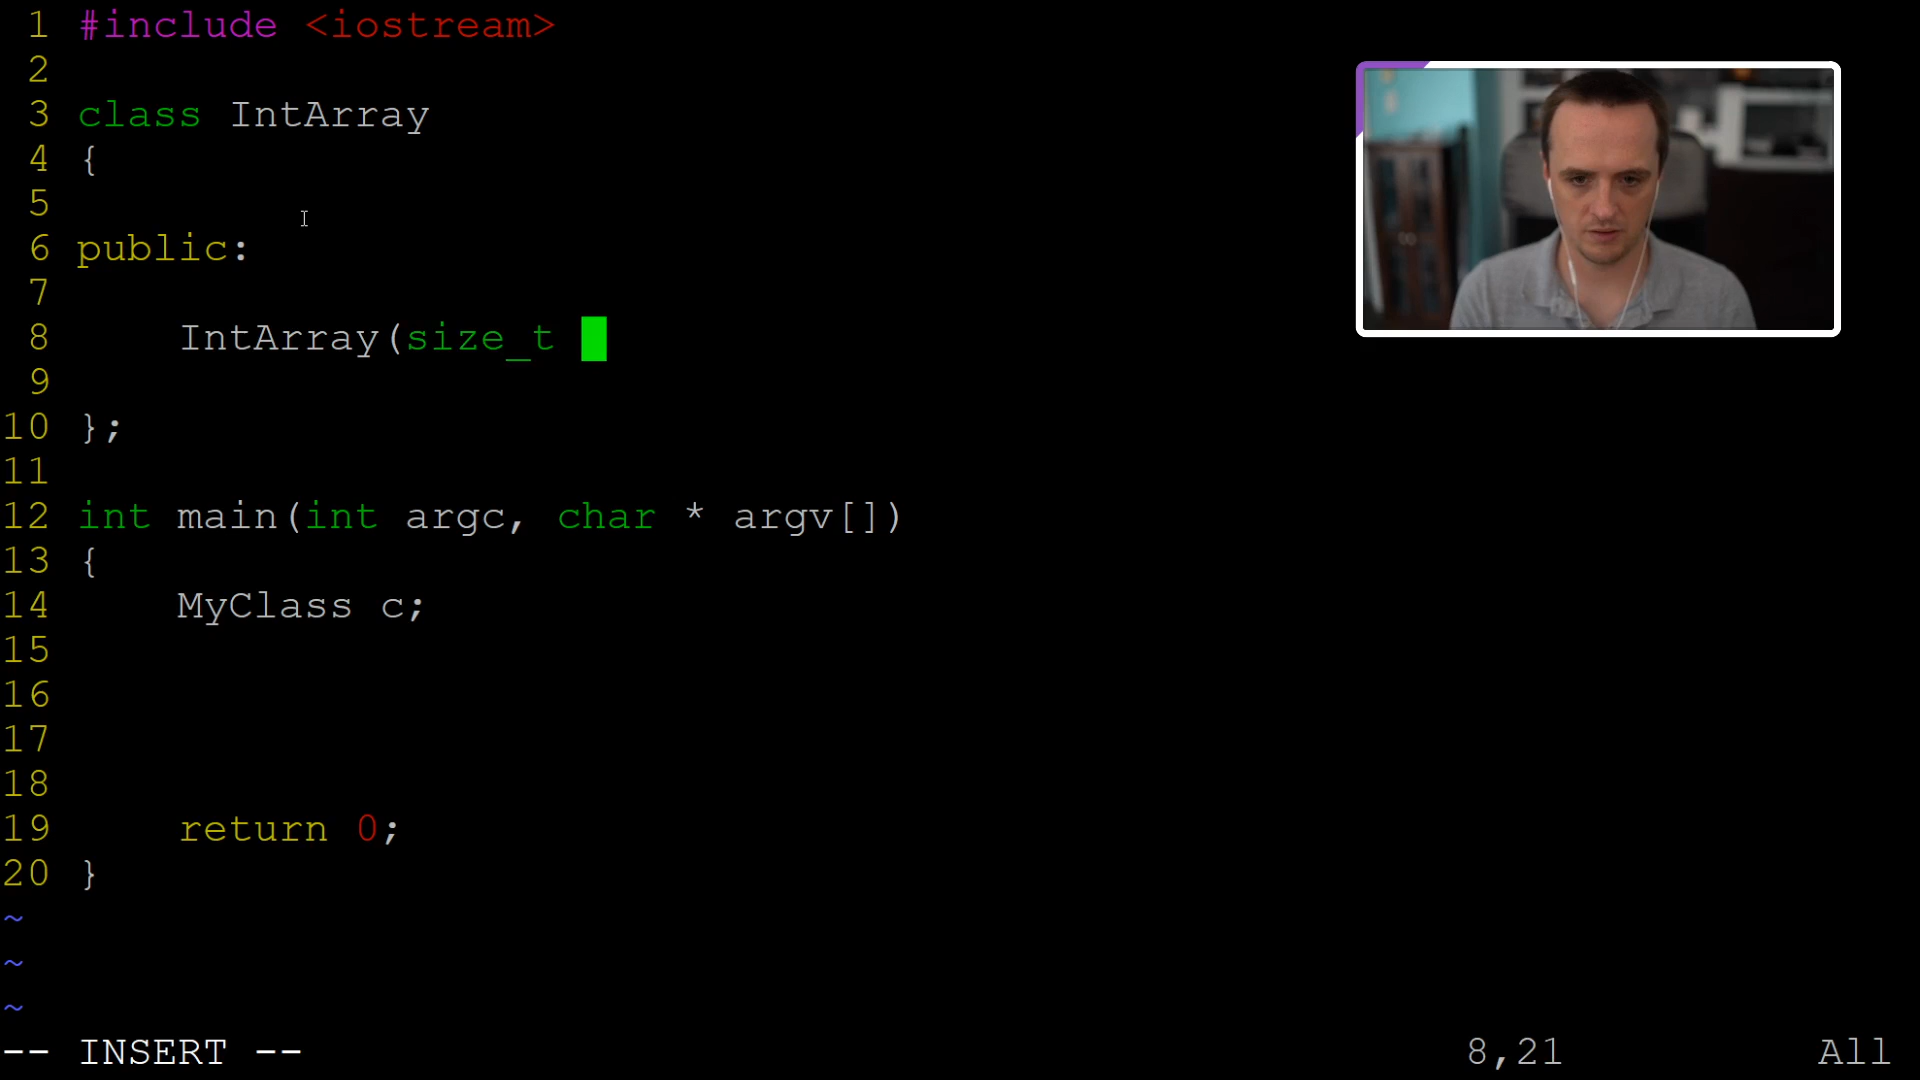 1 #include <iostream>
2
3 class IntArray
4 {
5
6 public:
7
8     IntArray(size_t
9
10 };
11
12 int main(int argc, char * argv[])
13 {
14     MyClass c;
15
16
17
18
19     return 0;
20 }
~
~
~
-- INSERT -- 8,21 All